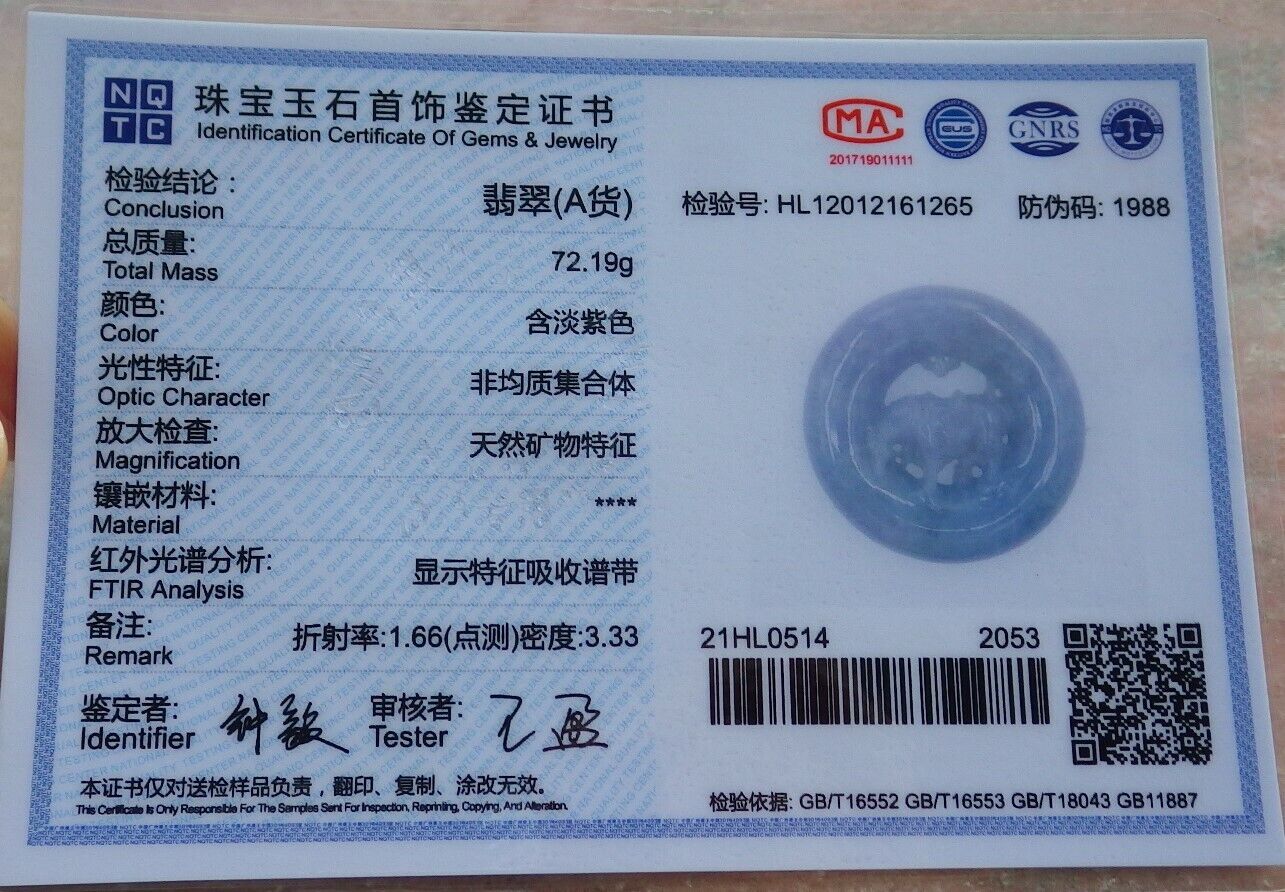 NQ
TC
珠宝玉石首饰鉴定证书
Identification Certificate Of Gems & Jewelry
检验结论:
Conclusion
翡翠(A货)
总质量:
Total Mass
72.19g
颜色:
Color
含淡紫色
光性特征:
Optic Character
非均质集合体
放大检查:
Magnification
天然矿物特征
镶嵌材料:
Material
****
红外光谱分析:
FTIR Analysis
显示特征吸收谱带
备注:
Remark
折射率:1.66(点测)密度:3.33
鉴定者:
Identifier
审核者:
Tester
本证书仅对送检样品负责，翻印、复制、涂改无效。
This Certificate Is Only Responsible For The Samples Sent For Inspection, Reprinting, Copying, And Alteration.
MA
201719011111
EUS
GNRS
检验号: HL12012161265 防伪码: 1988
21HL0514 2053
检验依据: GB/T16552 GB/T16553 GB/T18043 GB11887